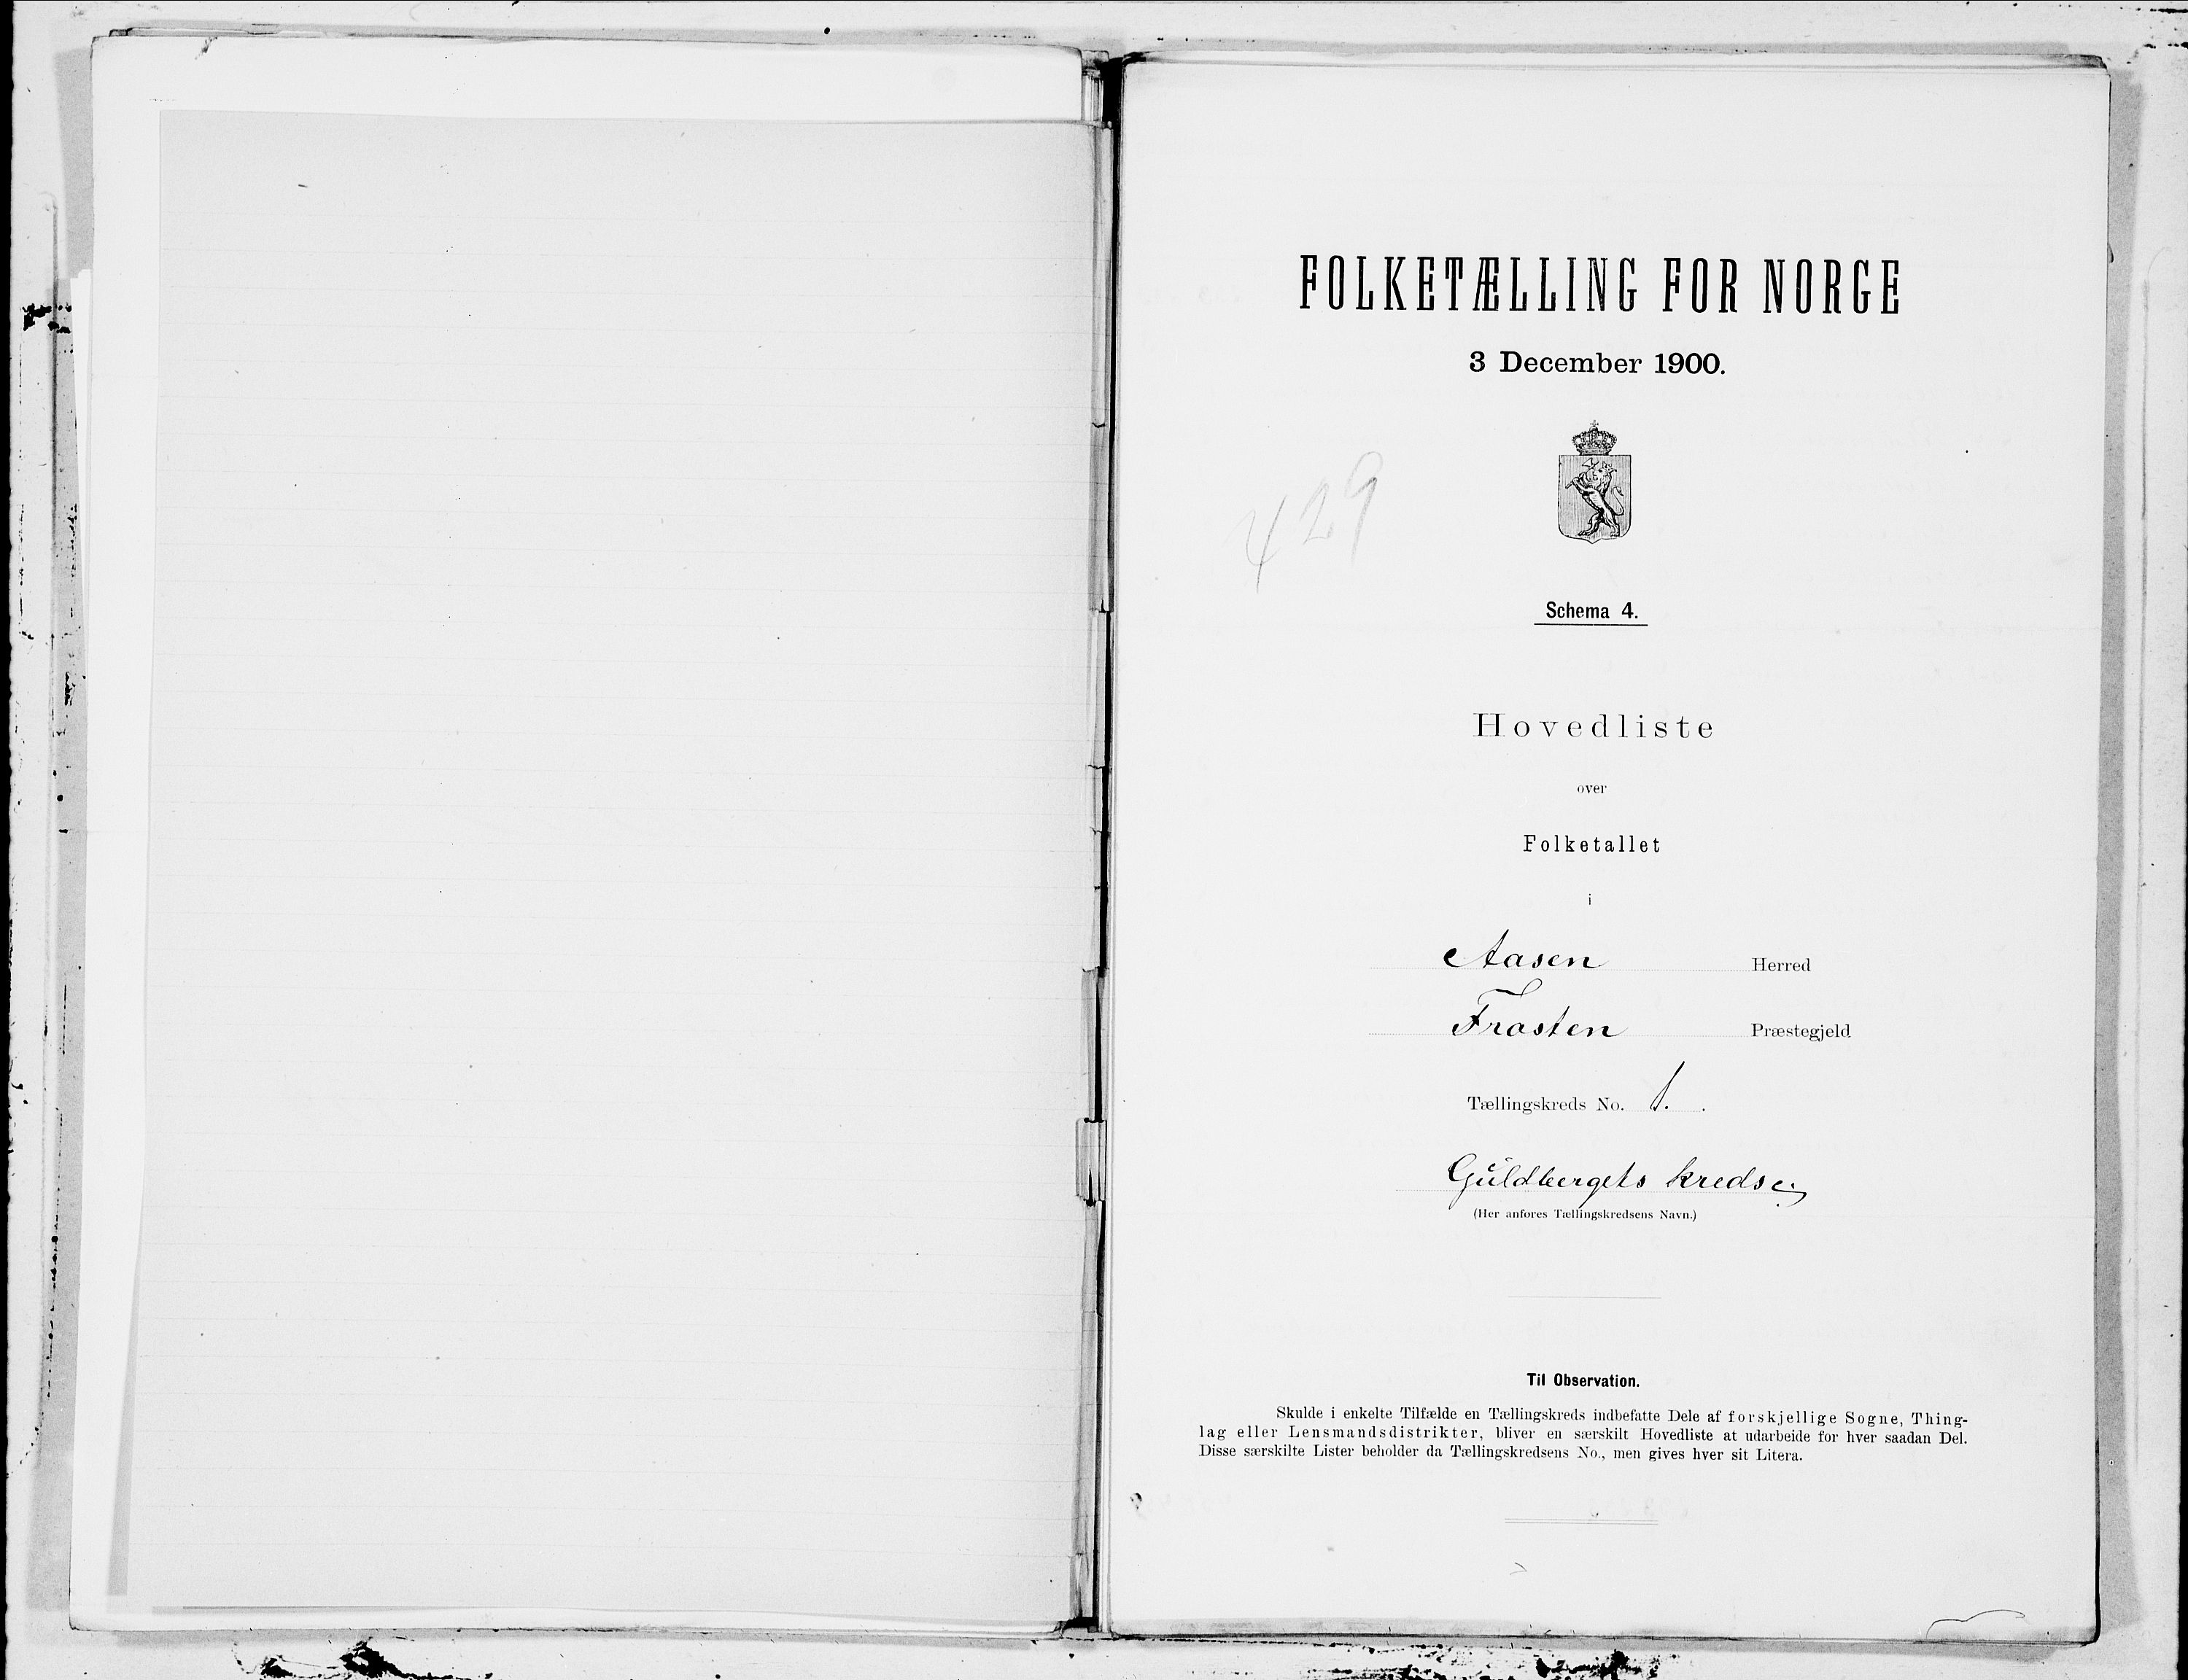 FOLKETÆLLING FOR NORGE
3 December 1900.
429
Schema 4.
Hovedliste
over
Folketallet
i
Aasen Herred
Frosten Præstegjeld
Tællingskreds No. 1.
Guldbergets kreds
(Her anføres Tællingskredsens Navn.)
Til Observation.
Skulde i enkelte Tilfælde en Tællingskreds indbefatte Dele af forskjellige Sogne, Thing-
lag eller Lensmandsdistrikter, bliver en særskilt Hovedliste at udarbeide for hver saadan Del.
Disse særskilte Lister beholder da Tællingskredsens No., men gives hver sit Litera.